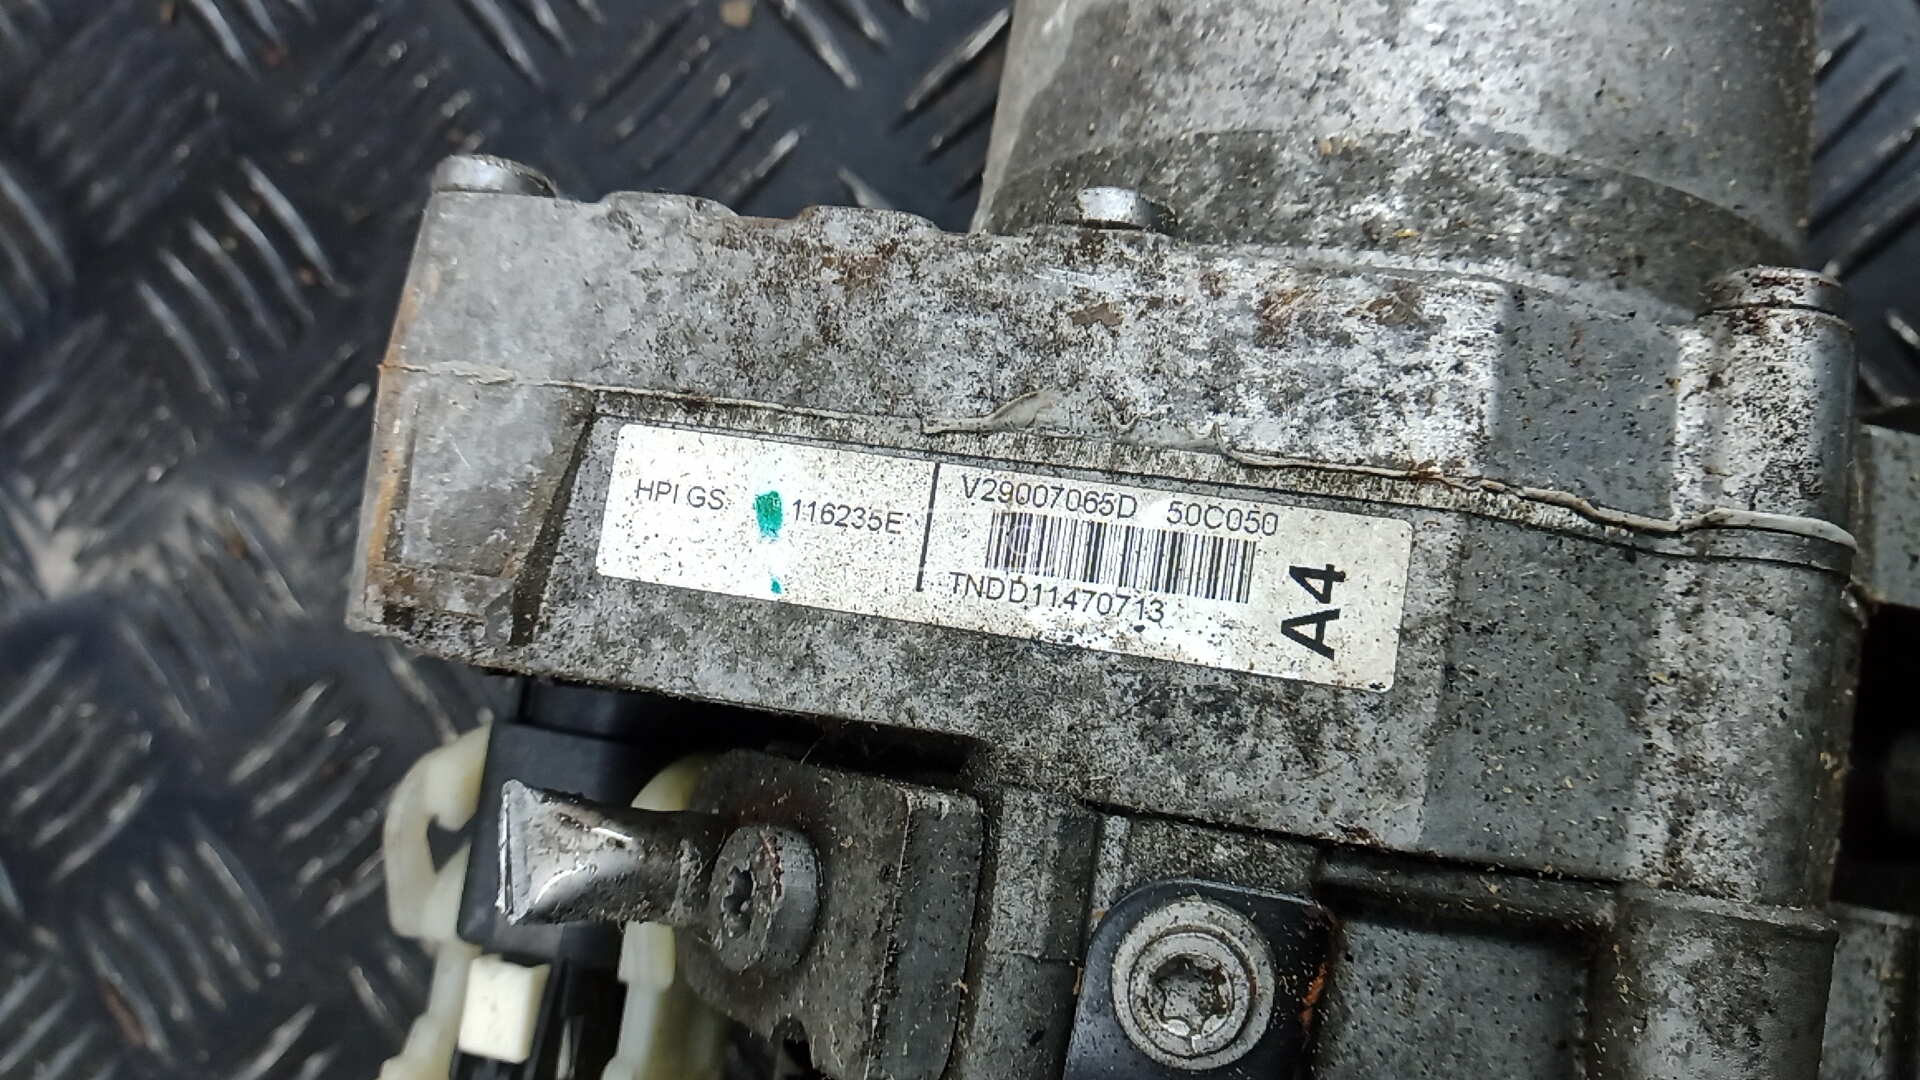 HPI GS 116235E
V29007065D 50C050
TNDD11470713
A4